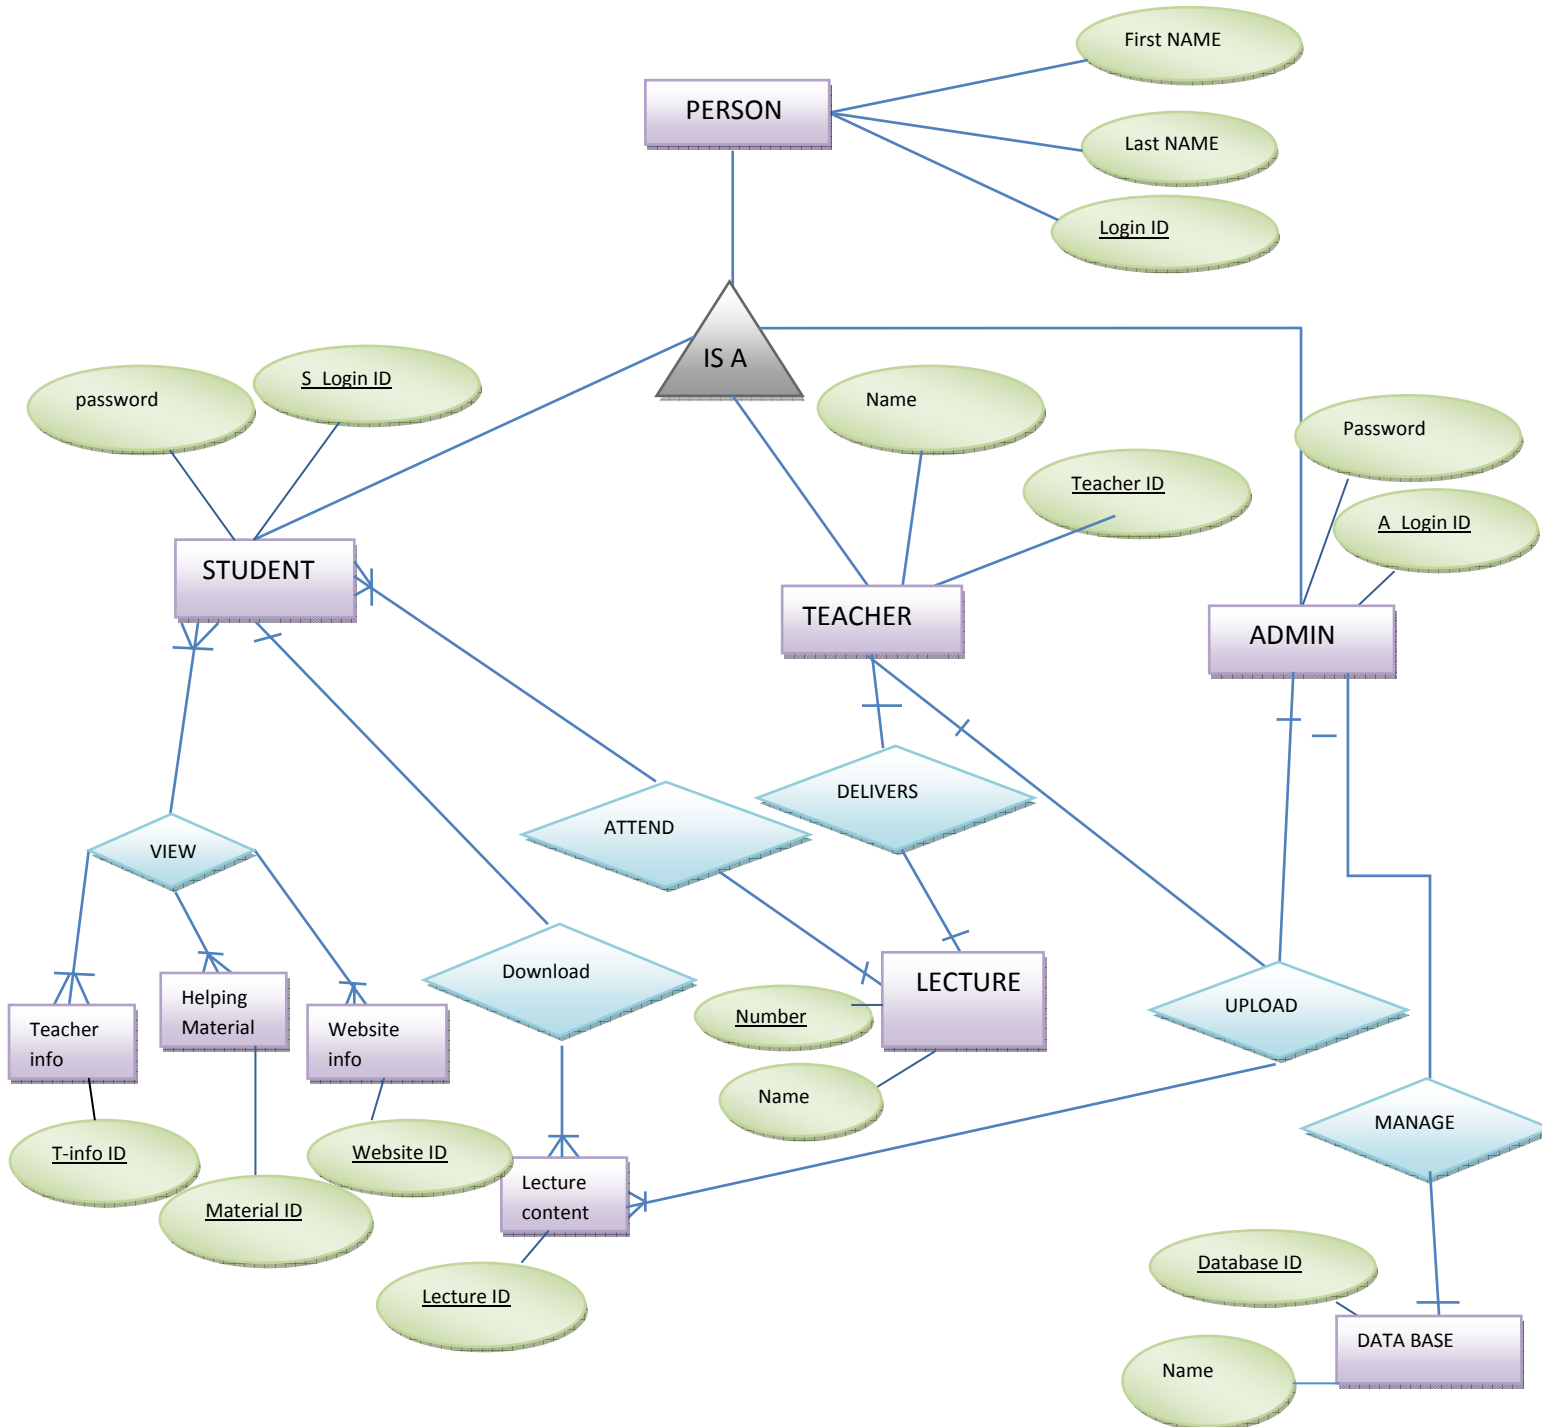 First NAME
PERSON
Last NAME
Login ID
IS A
S_Login ID
password
Name
Password
Teacher ID
A_Login ID
STUDENT
TEACHER
ADMIN
DELIVERS
ATTEND
VIEW
Download
LECTURE
UPLOAD
Helping
Material
Teacher
info
Website
info
Number
Name
MANAGE
T-info ID
Website ID
Material ID
Lecture
content
Database ID
Lecture ID
DATA BASE
Name